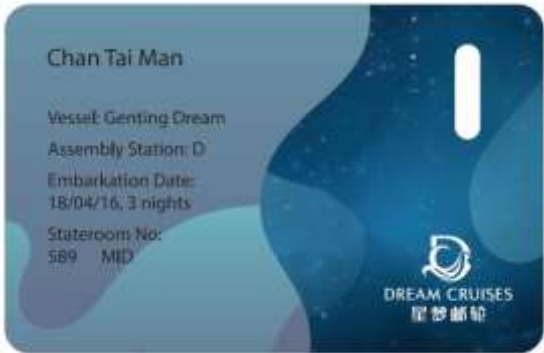 Chan Tai Man
Vessel: Genting Dream
Assembly Station: D
Embarkation Date:
18/04/16, 3 nights
Stateroom No:
589 MID
DREAM CRUISES
星梦邮轮